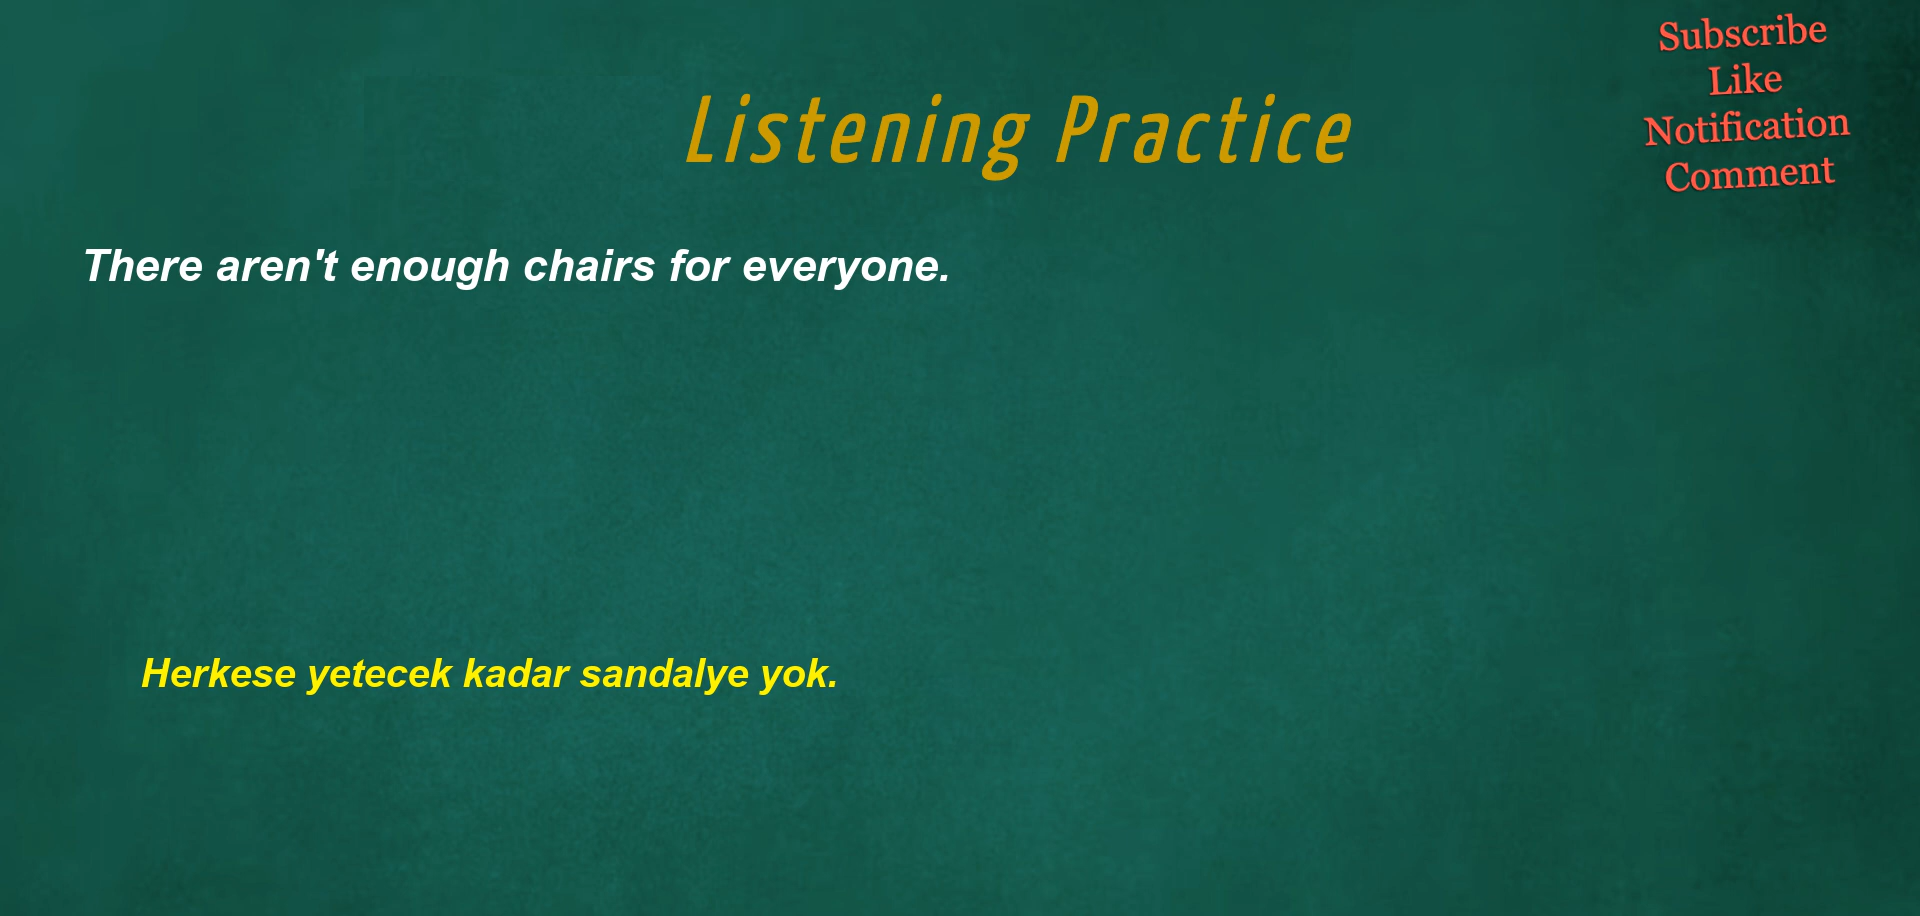 Subscribe
Like
Notification
Comment
Listening Practice
There aren't enough chairs for everyone.
Herkese yetecek kadar sandalye yok.